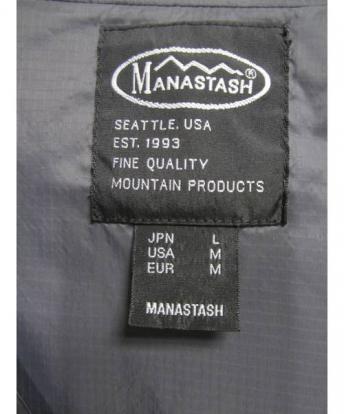 MANASTASH®
SEATTLE, USA
EST. 1993
FINE QUALITY
MOUNTAIN PRODUCTS
JPN L
USA M
EUR M
MANASTASH